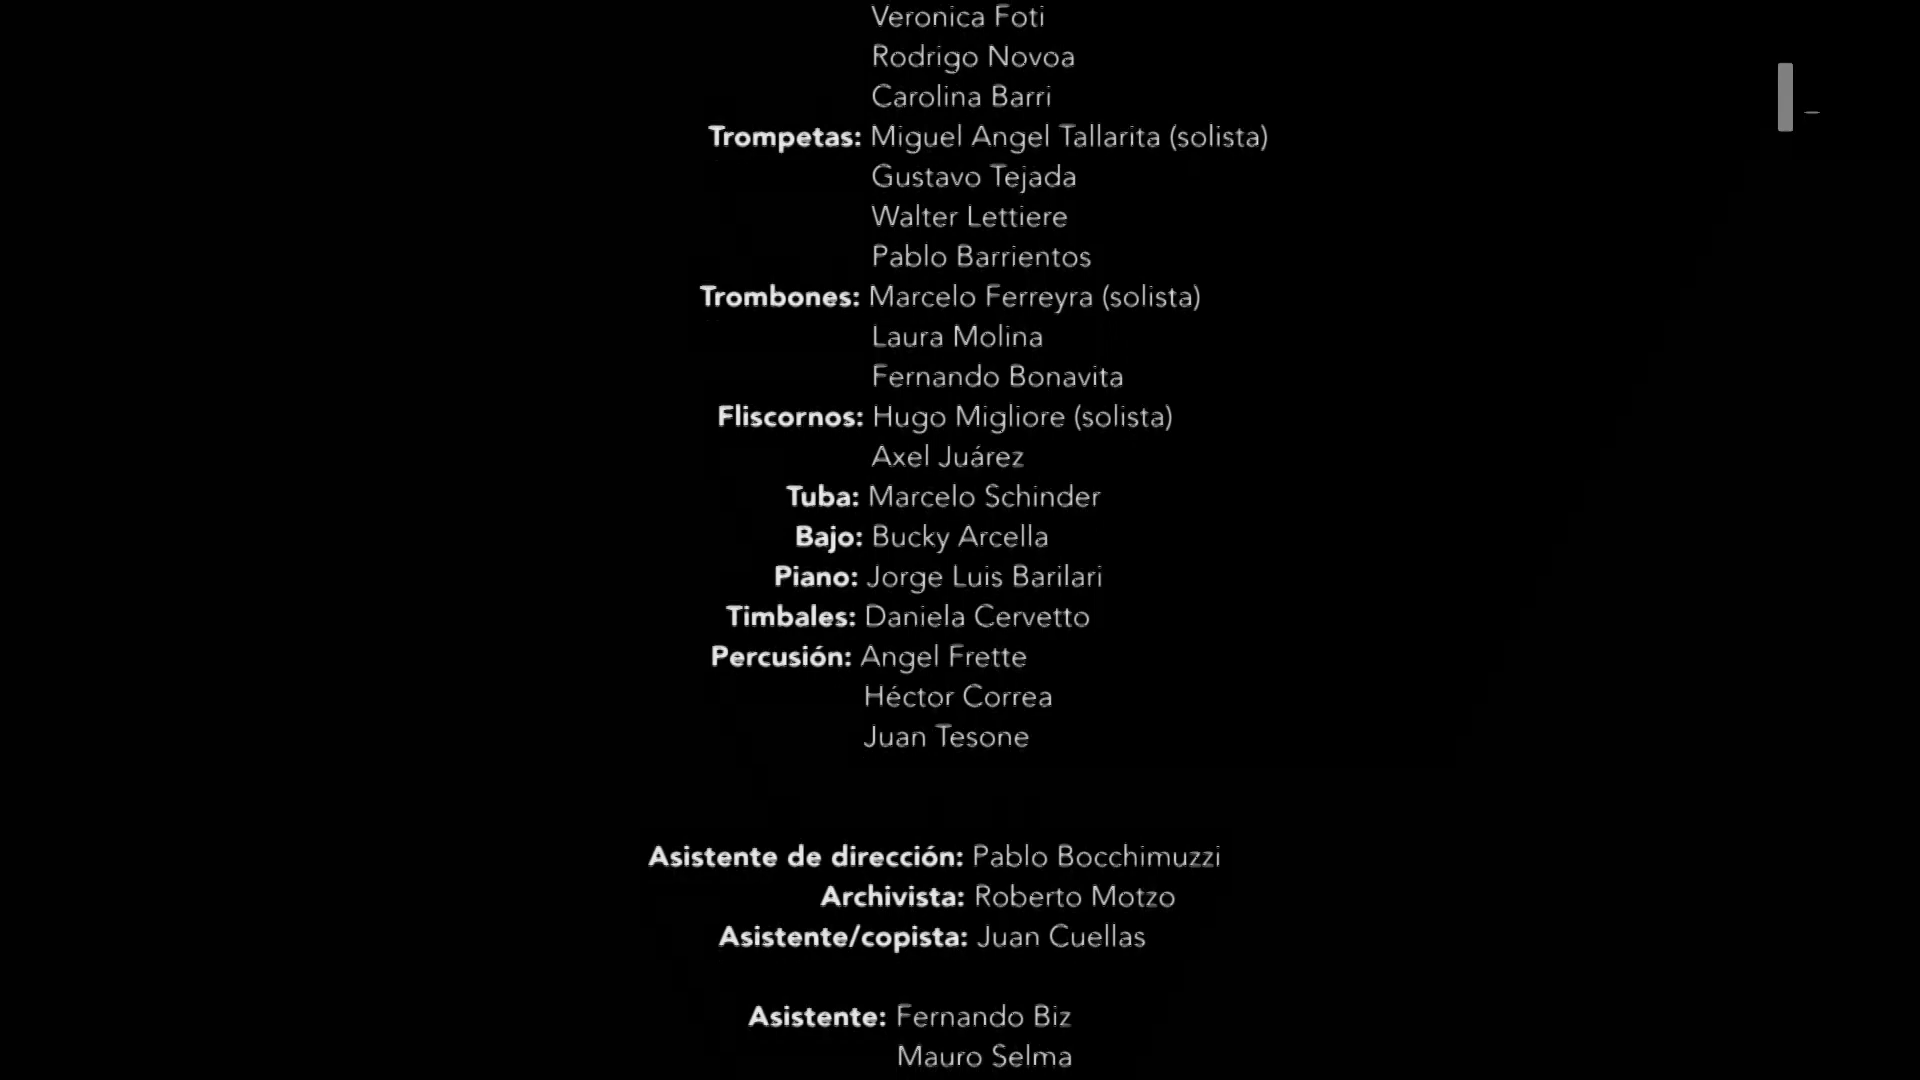 Veronica Foti
Rodrigo Novoa
Carolina Barri
Trompetas: Miguel Angel Tallarita (solista)
Gustavo Tejada
Walter Lettiere
Pablo Barrientos
Trombones: Marcelo Ferreyra (solista)
Laura Molina
Fernando Bonavita
Fliscornos: Hugo Migliore (solista)
Axel Juárez
Tuba: Marcelo Schinder
Bajo: Bucky Arcella
Piano: Jorge Luis Barilari
Timbales: Daniela Cervetto
Percusión: Angel Frette
Héctor Correa
Juan Tesone
Asistente de dirección: Pablo Bocchimuzzi
Archivista: Roberto Motzo
Asistente/copista: Juan Cuellas
Asistente: Fernando Biz
Mauro Selma